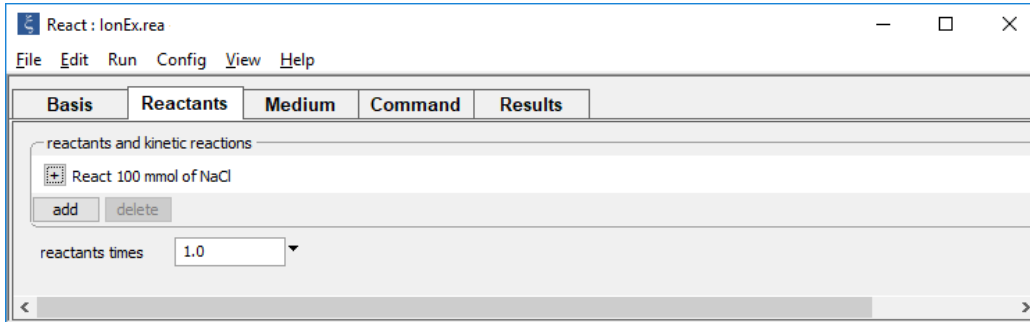 React : IonEx.rea
File Edit Run Config View Help
Basis Reactants Medium Command Results
reactants and kinetic reactions
React 100 mmol of NaCl
add delete
reactants times 1.0